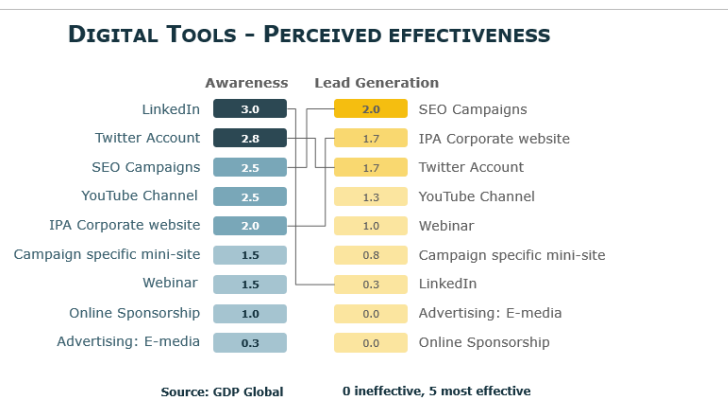 DIGITAL TOOLS – PERCEIVED EFFECTIVENESS
Awareness Lead Generation
LinkedIn 3.0 2.0 SEO Campaigns
Twitter Account 2.8 1.7 IPA Corporate website
SEO Campaigns 2.5 1.7 Twitter Account
YouTube Channel 2.5 1.3 YouTube Channel
IPA Corporate website 2.0 1.0 Webinar
Campaign specific mini-site 1.5 0.8 Campaign specific mini-site
Webinar 1.5 0.3 LinkedIn
Online Sponsorship 1.0 0.0 Advertising: E-media
Advertising: E-media 0.3 0.0 Online Sponsorship
Source: GDP Global 0 ineffective, 5 most effective